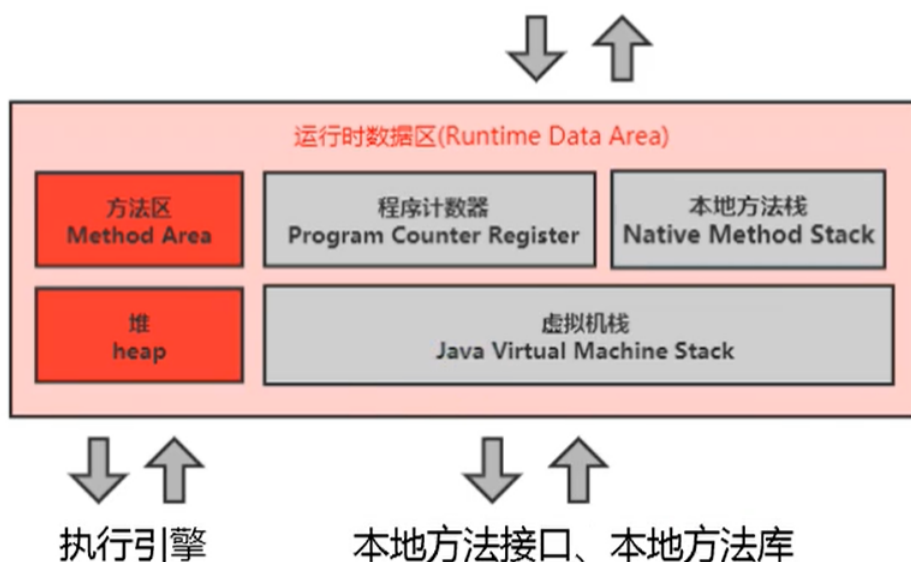 运行时数据区(Runtime Data Area)
方法区
Method Area
程序计数器
Program Counter Register
本地方法栈
Native Method Stack
堆
heap
虚拟机栈
Java Virtual Machine Stack
执行引擎
本地方法接口、本地方法库